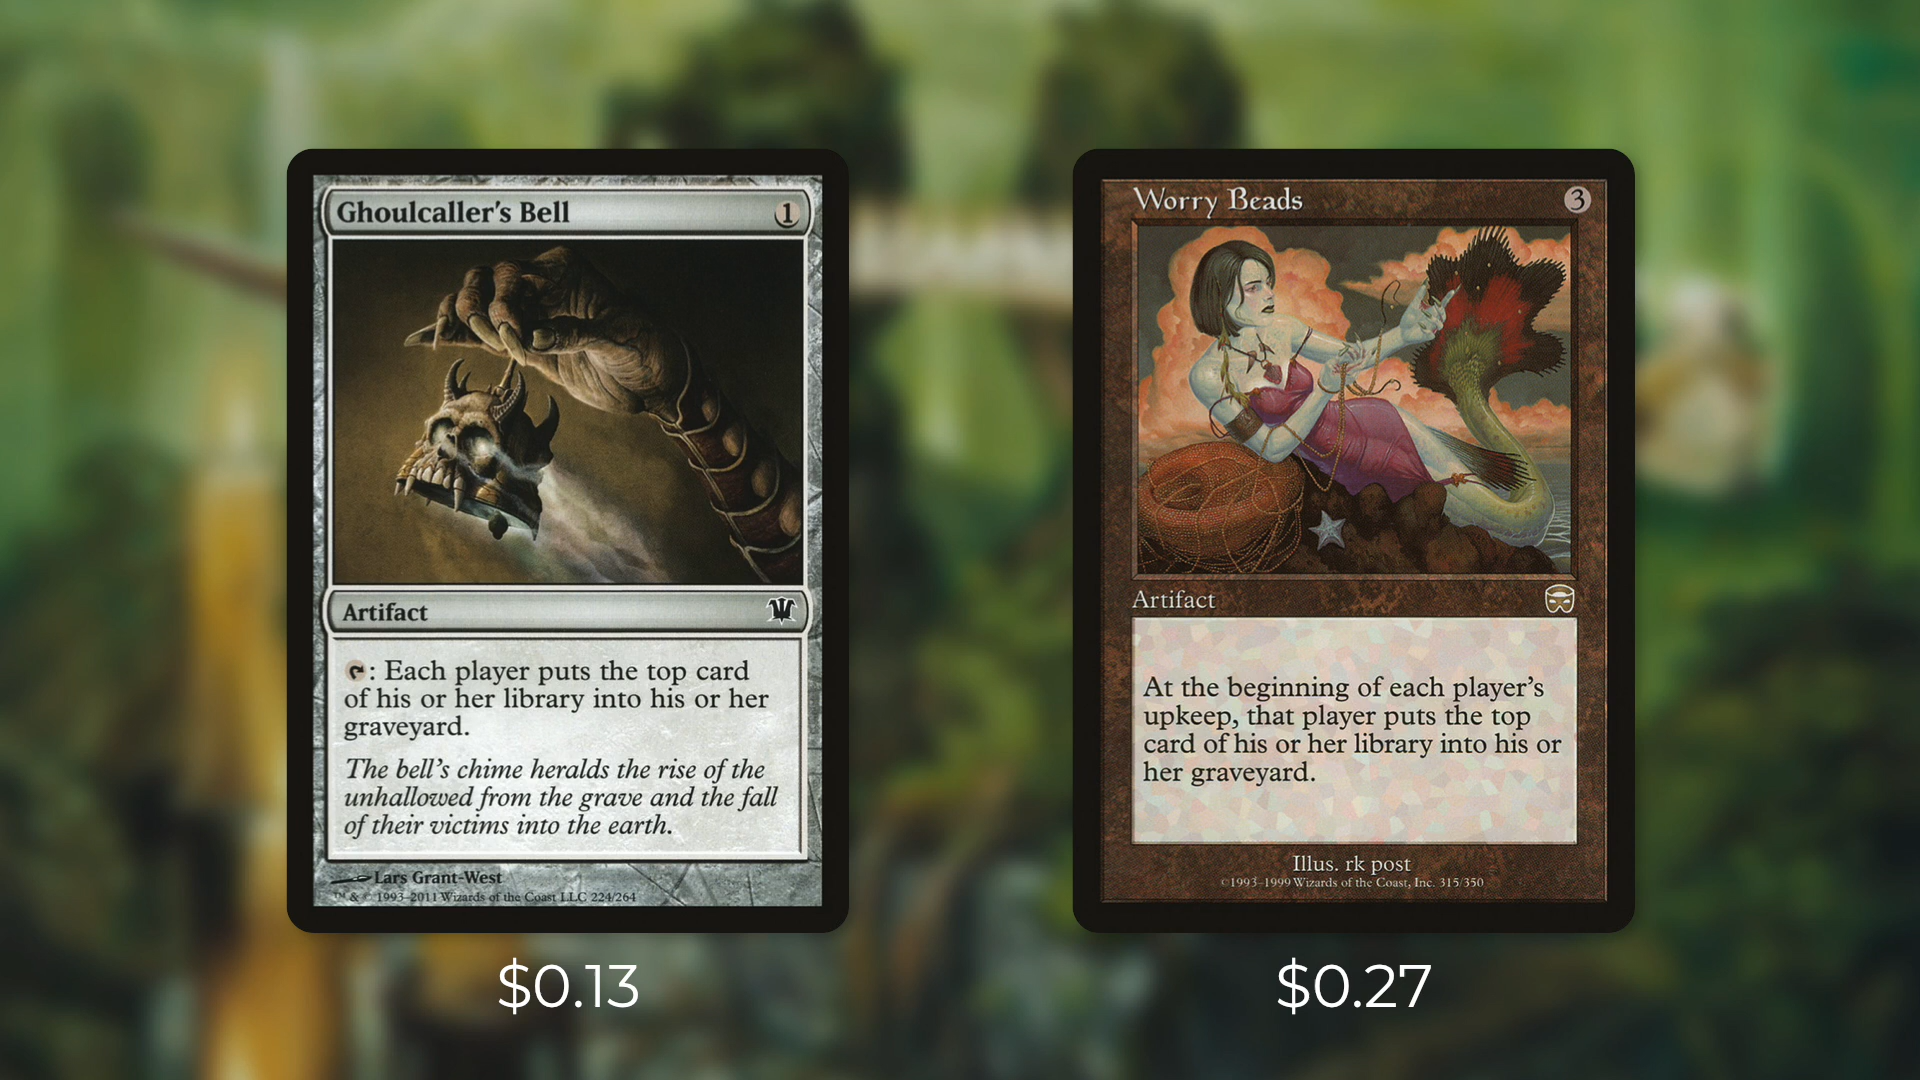 Ghoulcaller's Bell 1
Artifact
: Each player puts the top card
of his or her library into his or her
graveyard.
The bell's chime heralds the rise of the
unhallowed from the grave and the fall
of their victims into the earth.
Lars Grant-West
™ & © 1993–2011 Wizards of the Coast LLC 224/264
$0.13
Worry Beads 3
Artifact
At the beginning of each player's
upkeep, that player puts the top
card of his or her library into his or
her graveyard.
Illus. rk post
©1993–1999 Wizards of the Coast, Inc. 315/350
$0.27